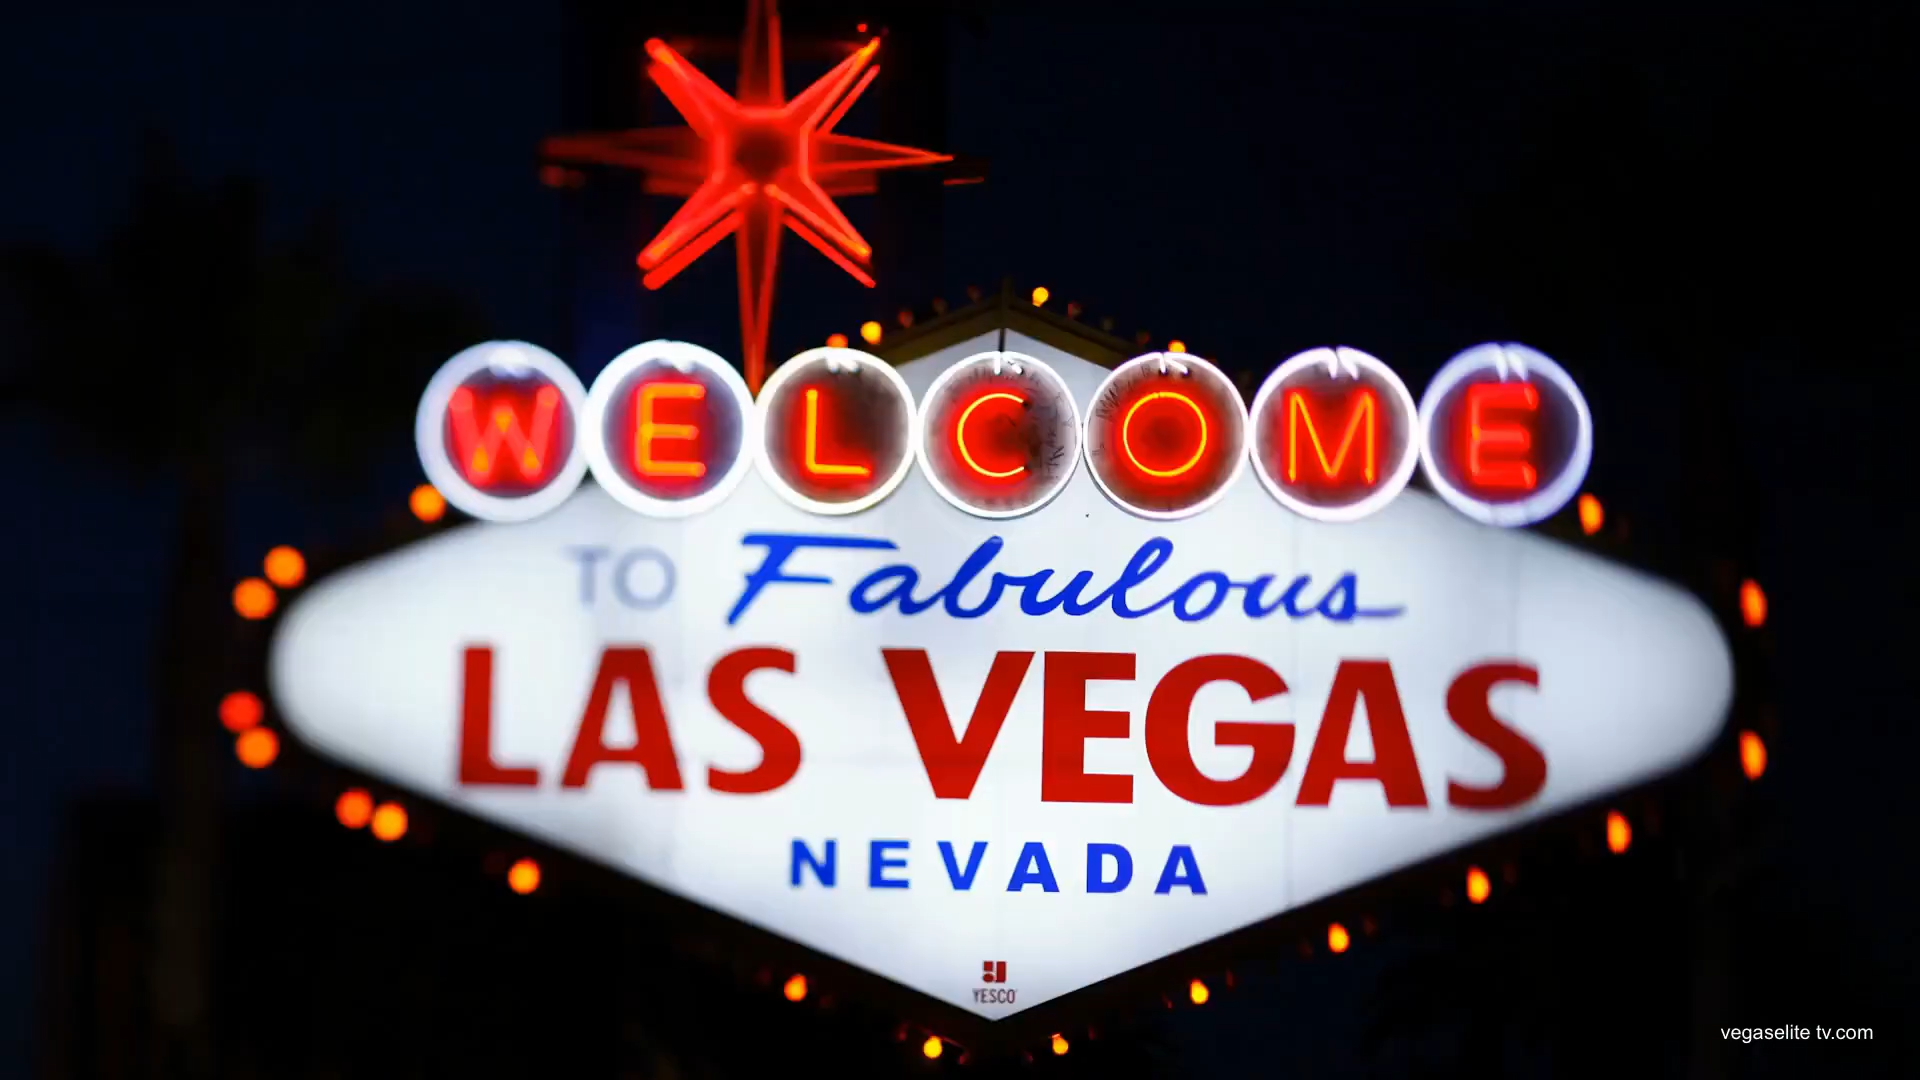 WELCOME
TO Fabulous
LAS VEGAS
NEVADA
YESCO
vegaselite tv.com